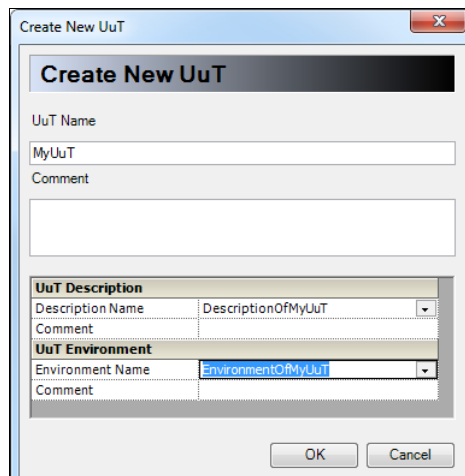 Create New UuT
Create New UuT
UuT Name
MyUuT
Comment
UuT Description
Description Name DescriptionOfMyUuT
Comment
UuT Environment
Environment Name EnvironmentOfMyUuT
Comment
OK Cancel